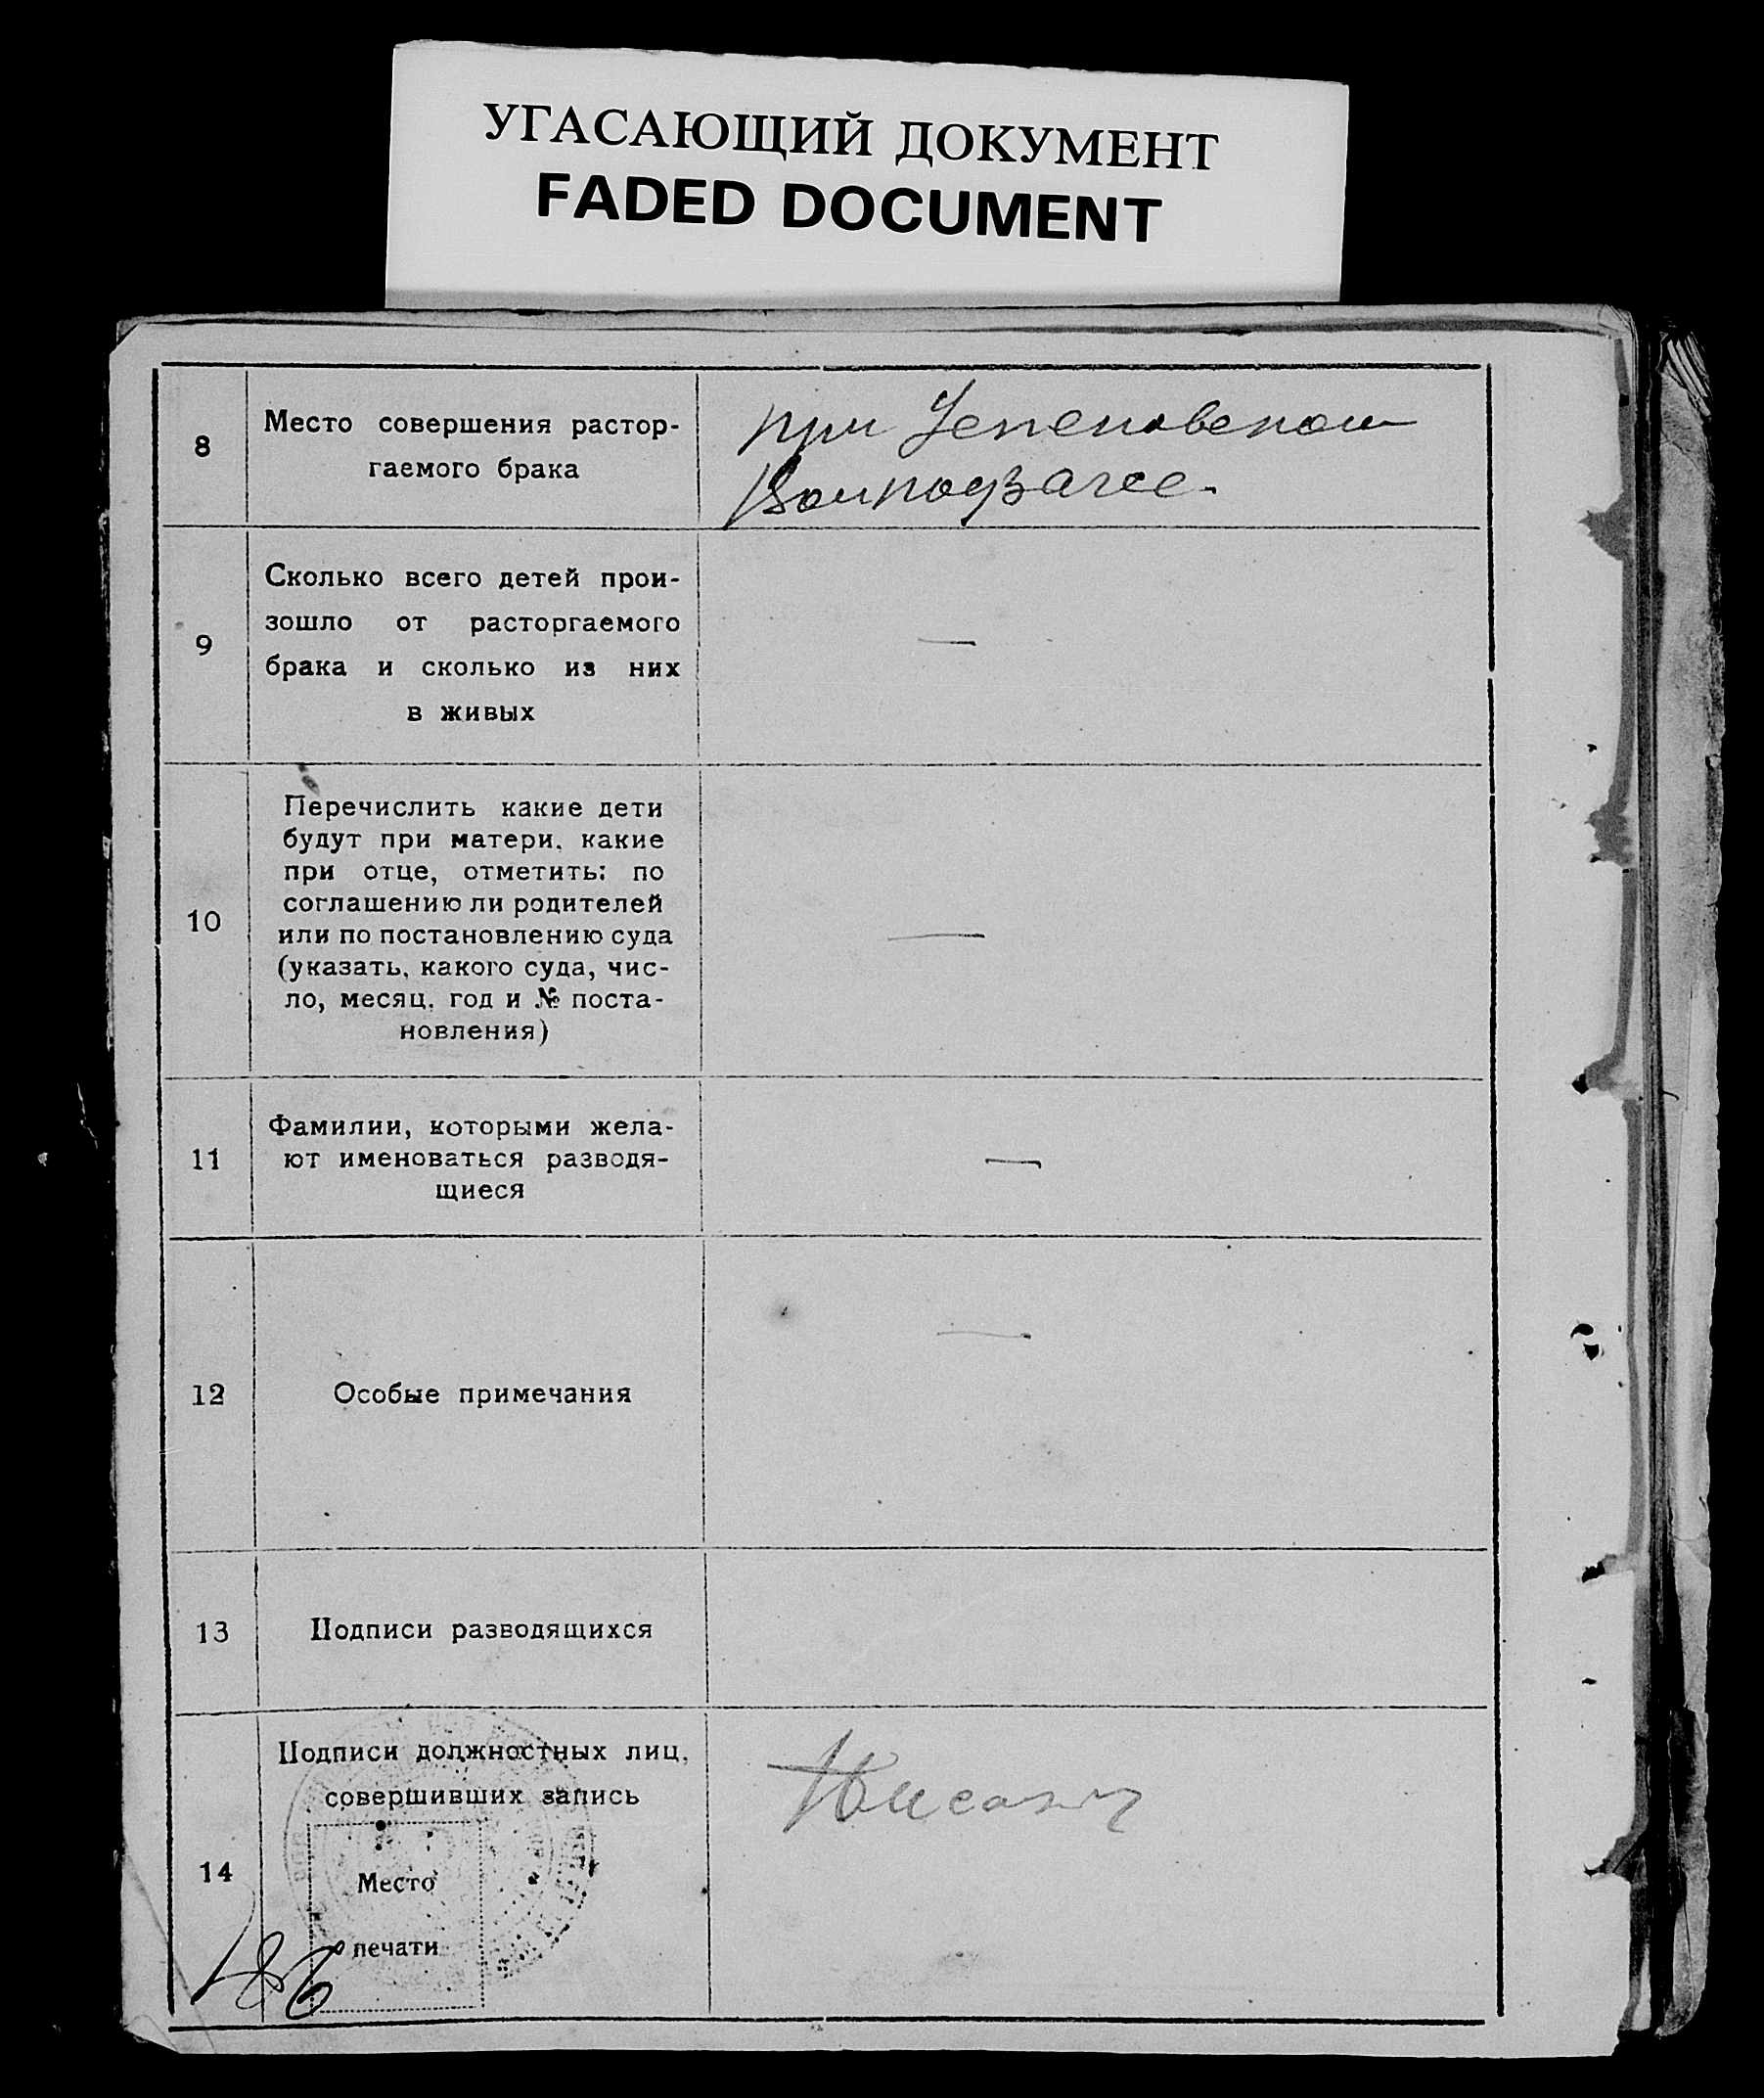 УГАСАЮЩИЙ ДОКУМЕНТ
FADED DOCUMENT
8
Место совершения растор-
гаемого брака
при
9
Сколько всего детей прои-
зошло от расторгаемого
брака и сколько из них
в живых
—
10
Перечислить какие дети
будут при матери, какие
при отце, отметить: по
соглашению ли родителей
или по постановлению суда
(указать, какого суда, чис-
ло, месяц, год и № поста-
новления)
—
11
Фамилии, которыми жела-
ют именоваться разводя-
щиеся
—
12
Особые примечания
—
13
Подписи разводящихся
14
Подписи должностных лиц,
совершивших запись
Место
печати